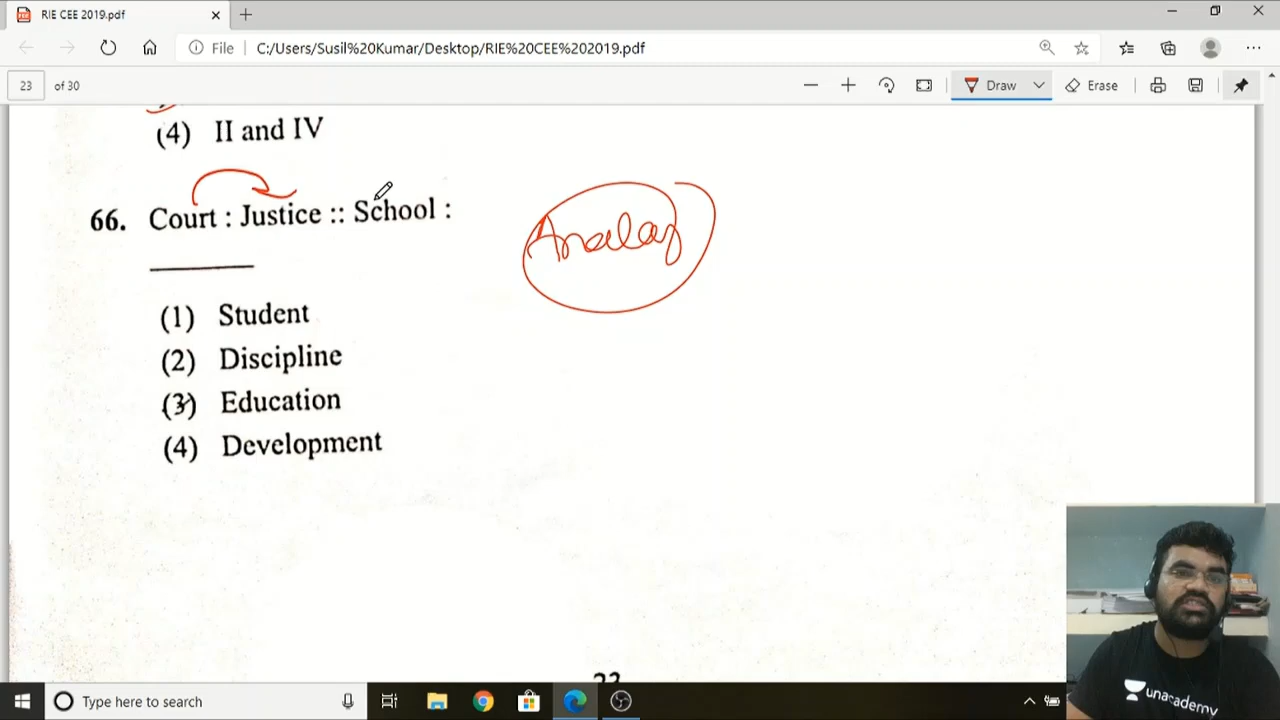 RIE CEE 2019.pdf
File C:/Users/Susil%20Kumar/Desktop/RIE%20CEE%202019.pdf
23 of 30 Draw Erase
(4) II and IV
66. Court : Justice :: School :
(1) Student
(2) Discipline
(3) Education
(4) Development
23
unacademy
Type here to search